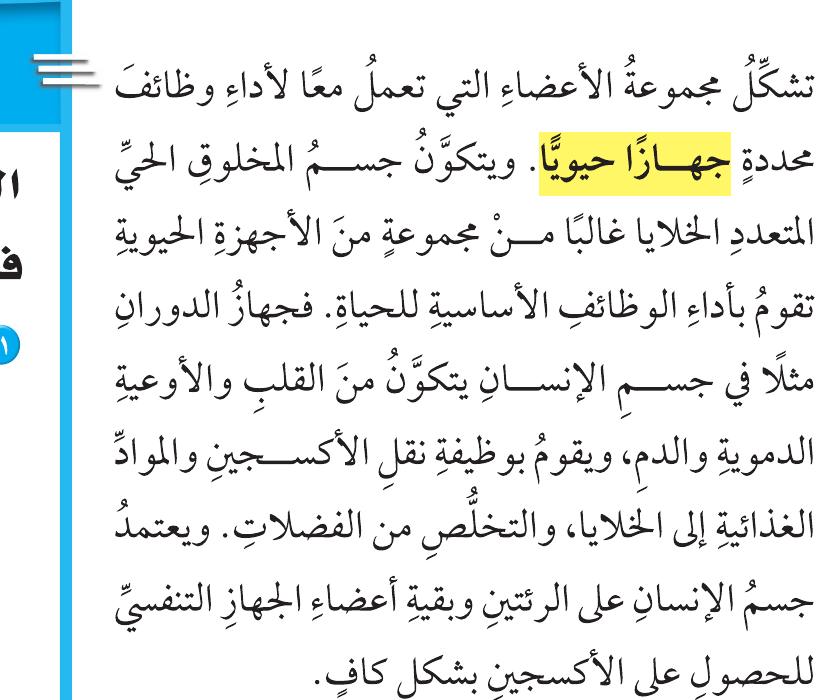 تشكِّلُ مجموعةُ الأعضاءِ التي تعملُ معًا لأداءِ وظائفَ
محددةٍ جهازًا حيويًّا. ويتكوَّنُ جسمُ المخلوقِ الحيِّ
المتعددِ الخلايا غالبًا منْ مجموعةٍ منَ الأجهزةِ الحيويةِ
تقومُ بأداءِ الوظائفِ الأساسيةِ للحياةِ. فجهازُ الدورانِ
مثلًا في جسمِ الإنسانِ يتكوَّنُ منَ القلبِ والأوعيةِ
الدمويةِ والدمِ، ويقومُ بوظيفةِ نقلِ الأكسجينِ والموادِّ
الغذائيةِ إلى الخلايا، والتخلُّصِ من الفضلاتِ. ويعتمدُ
جسمُ الإنسانِ على الرئتينِ وبقيةِ أعضاءِ الجهازِ التنفسيِّ
للحصولِ على الأكسجينِ بشكلٍ كافٍ.
١